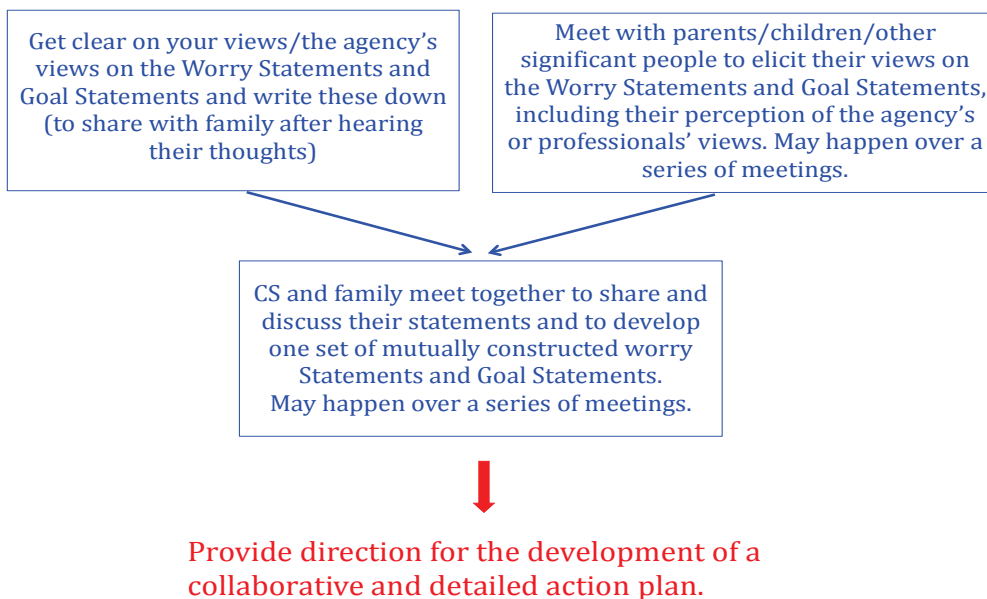 Get clear on your views/the agency’s
views on the Worry Statements and
Goal Statements and write these down
(to share with family after hearing
their thoughts)
Meet with parents/children/other
significant people to elicit their views on
the Worry Statements and Goal Statements,
including their perception of the agency’s
or professionals’ views. May happen over a
series of meetings.
CS and family meet together to share and
discuss their statements and to develop
one set of mutually constructed worry
Statements and Goal Statements.
May happen over a series of meetings.
Provide direction for the development of a
collaborative and detailed action plan.